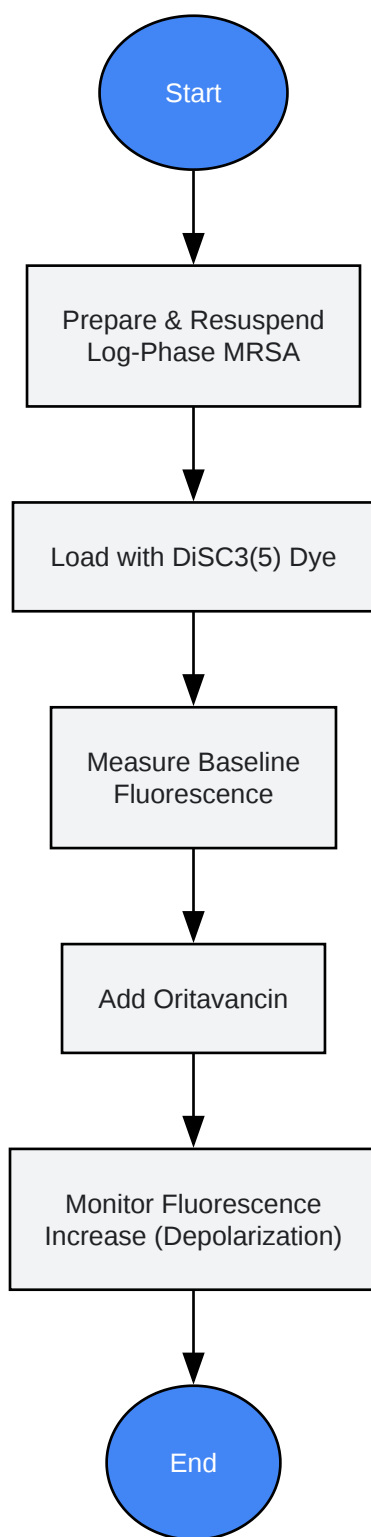 Start
Prepare & Resuspend
Log-Phase MRSA
Load with DiSC3(5) Dye
Measure Baseline
Fluorescence
Add Oritavancin
Monitor Fluorescence
Increase (Depolarization)
End